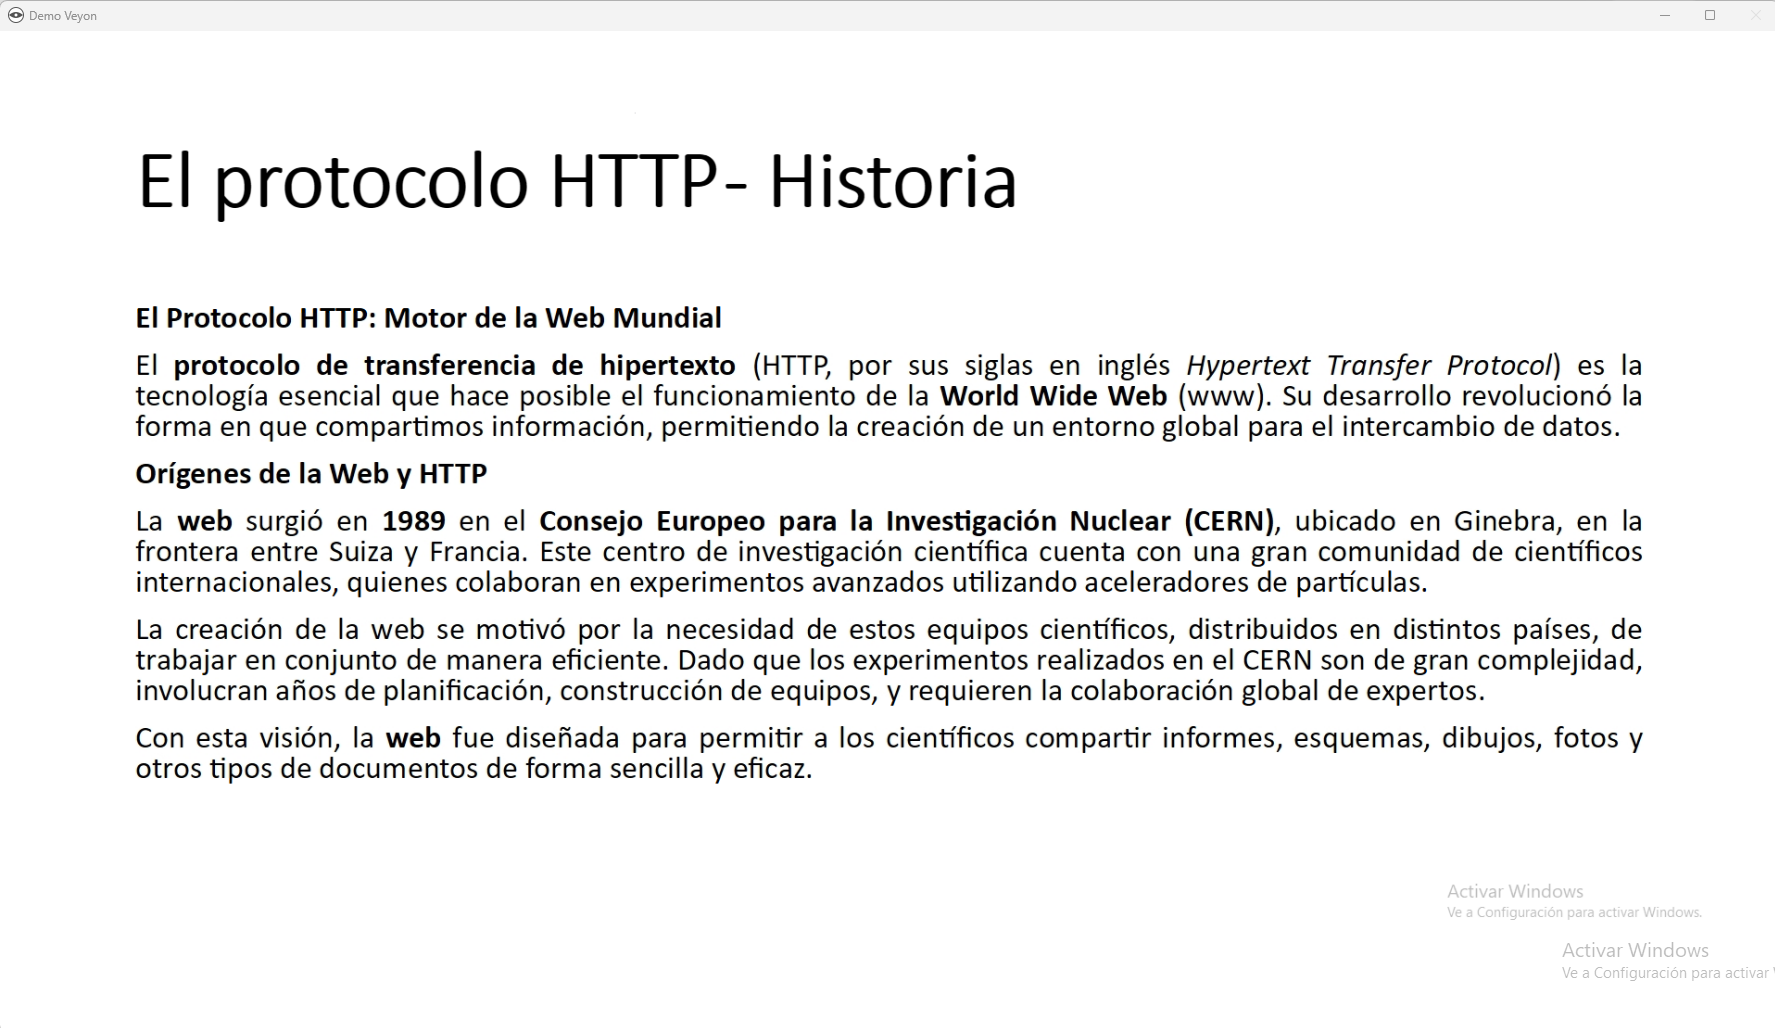 Demo Veyon
El protocolo HTTP- Historia
El Protocolo HTTP: Motor de la Web Mundial
El protocolo de transferencia de hipertexto (HTTP, por sus siglas en inglés Hypertext Transfer Protocol) es la
tecnología esencial que hace posible el funcionamiento de la World Wide Web (www). Su desarrollo revolucionó la
forma en que compartimos información, permitiendo la creación de un entorno global para el intercambio de datos.
Orígenes de la Web y HTTP
La web surgió en 1989 en el Consejo Europeo para la Investigación Nuclear (CERN), ubicado en Ginebra, en la
frontera entre Suiza y Francia. Este centro de investigación científica cuenta con una gran comunidad de científicos
internacionales, quienes colaboran en experimentos avanzados utilizando aceleradores de partículas.
La creación de la web se motivó por la necesidad de estos equipos científicos, distribuidos en distintos países, de
trabajar en conjunto de manera eficiente. Dado que los experimentos realizados en el CERN son de gran complejidad,
involucran años de planificación, construcción de equipos, y requieren la colaboración global de expertos.
Con esta visión, la web fue diseñada para permitir a los científicos compartir informes, esquemas, dibujos, fotos y
otros tipos de documentos de forma sencilla y eficaz.
Activar Windows
Ve a Configuración para activar Windows.
Activar Windows
Ve a Configuración para activar